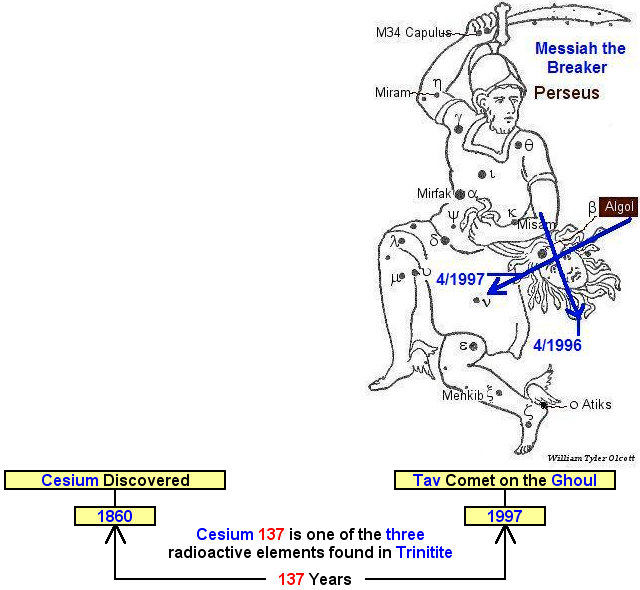 M34 Capulus
Messiah the
Breaker
Perseus
Miram
η
γ
θ
ι
Mirfak α
κ
Misam
β Algol
ψ
λ
δ
4/1997
μ
ο
ν
4/1996
ε
Menkib ξ
ο Atiks
ζ
William Tyler Olcott
Cesium Discovered
Tav Comet on the Ghoul
1860
1997
Cesium 137 is one of the three
radioactive elements found in Trinitite
137 Years